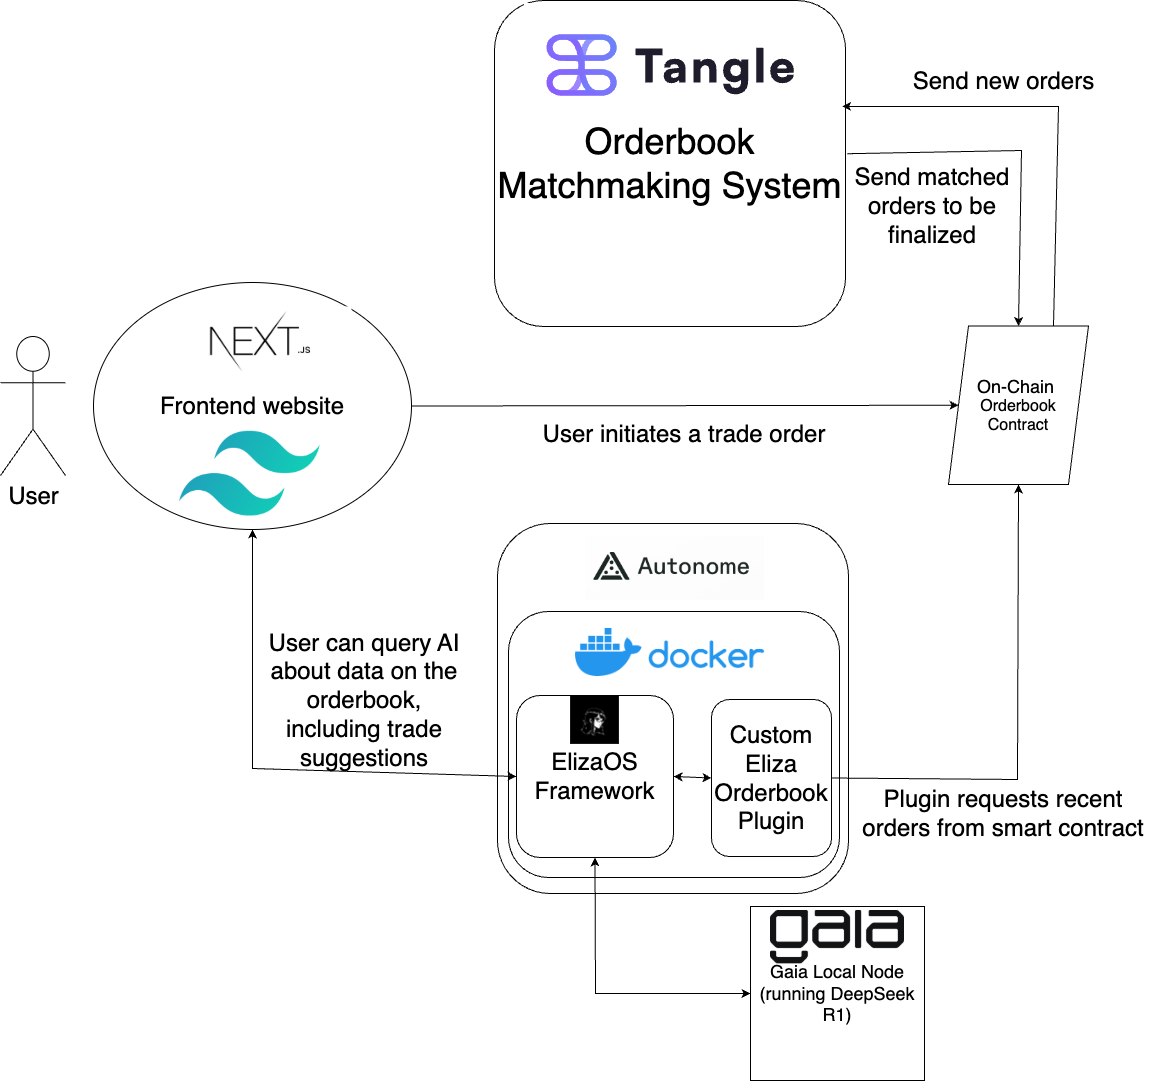 Tangle
Orderbook
Matchmaking System
Send new orders
Send matched
orders to be
finalized
NEXT.JS
Frontend website
User
User initiates a trade order
On-Chain
Orderbook
Contract
Autonome
docker
User can query AI
about data on the
orderbook,
including trade
suggestions
ElizaOS
Framework
Custom
Eliza
Orderbook
Plugin
Plugin requests recent
orders from smart contract
gaia
Gaia Local Node
(running DeepSeek
R1)